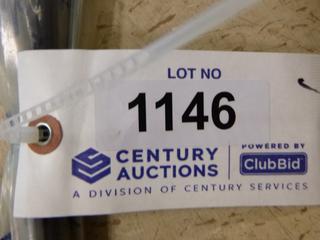 LOT NO
1146
CENTURY AUCTIONS
POWERED BY
ClubBid
A DIVISION OF CENTURY SERVICES